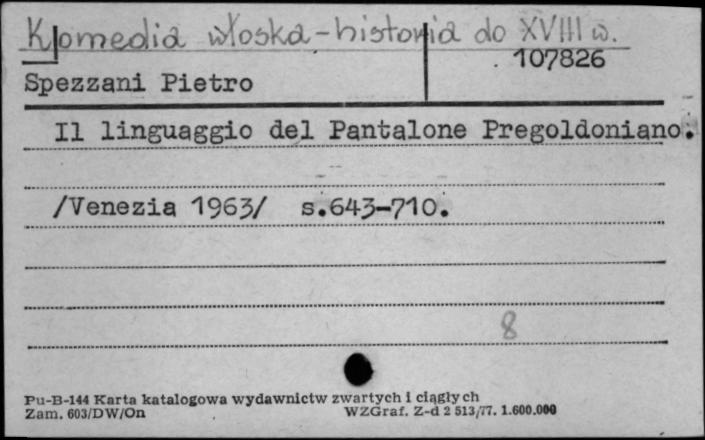 Komedia włoska - historia do XVIII w.
107826
Spezzani Pietro
Il linguaggio del Pantalone Pregoldoniano.
/Venezia 1963/ s.643-710.
8
Pu-B-144 Karta katalogowa wydawnictw zwartych i ciągłych
Zam. 603/DW/On WZGraf. Z-d 2 513/77. 1.600.000